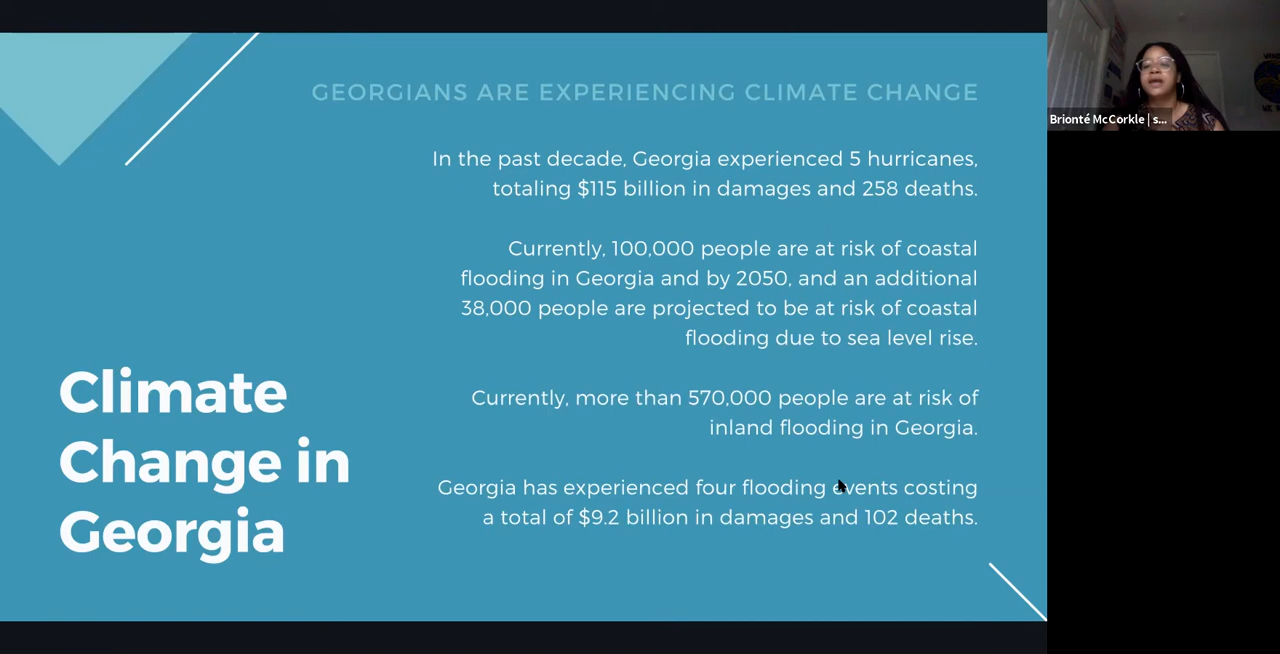 GEORGIANS ARE EXPERIENCING CLIMATE CHANGE
In the past decade, Georgia experienced 5 hurricanes,
totaling $115 billion in damages and 258 deaths.
Currently, 100,000 people are at risk of coastal
flooding in Georgia and by 2050, and an additional
38,000 people are projected to be at risk of coastal
flooding due to sea level rise.
Currently, more than 570,000 people are at risk of
inland flooding in Georgia.
Georgia has experienced four flooding events costing
a total of $9.2 billion in damages and 102 deaths.
Climate
Change in
Georgia
Brionté McCorkle | s...